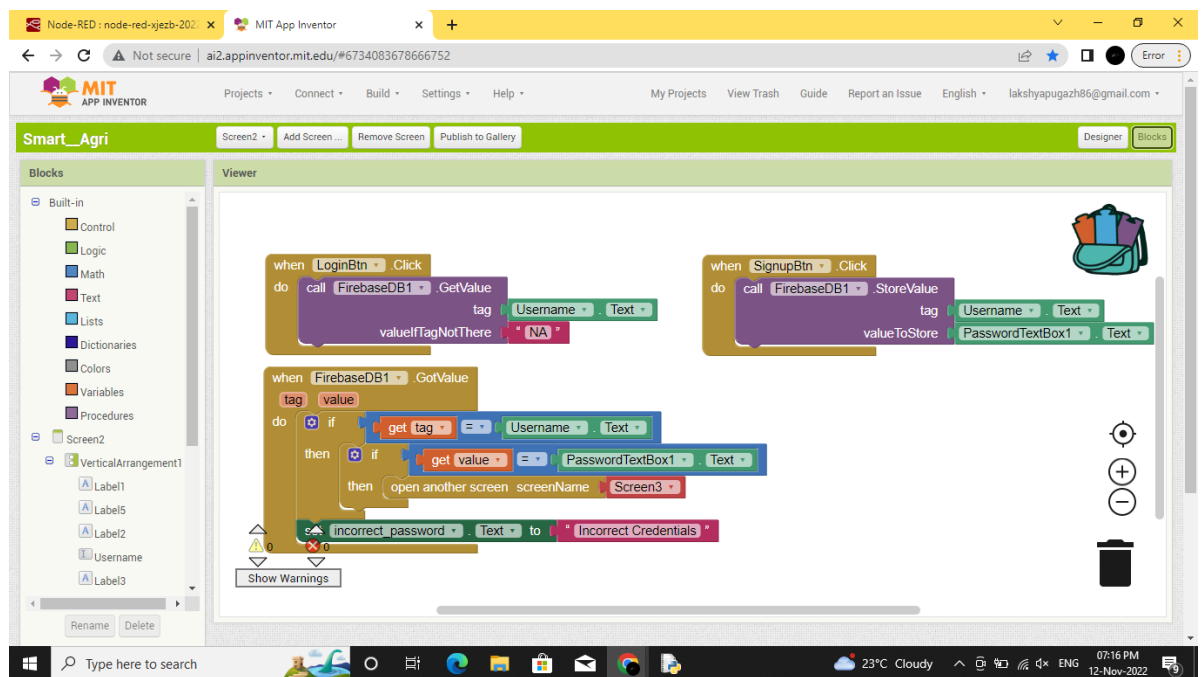 Node-RED : node-red-xjezb-202
MIT App Inventor
Not secure | ai2.appinventor.mit.edu/#6734083678666752
Error
MIT
APP INVENTOR
Projects Connect Build Settings Help My Projects View Trash Guide Report an Issue English lakshyapugazh86@gmail.com
Smart__Agri
Screen2 Add Screen ... Remove Screen Publish to Gallery Designer Blocks
Blocks
Viewer
Built-in
Control
Logic
Math
Text
Lists
Dictionaries
Colors
Variables
Procedures
Screen2
VerticalArrangement1
Label1
Label5
Label2
Username
Label3
Rename Delete
when LoginBtn .Click
do call FirebaseDB1 .GetValue
tag Username . Text
valueIfTagNotThere " NA "
when SignupBtn .Click
do call FirebaseDB1 .StoreValue
tag Username . Text
valueToStore PasswordTextBox1 . Text
when FirebaseDB1 .GotValue
tag value
do if get tag = Username . Text
then if get value = PasswordTextBox1 . Text
then open another screen screenName Screen3
set incorrect_password . Text to " Incorrect Credentials "
0 0
Show Warnings
Type here to search
23°C Cloudy
ENG
07:16 PM
12-Nov-2022
9